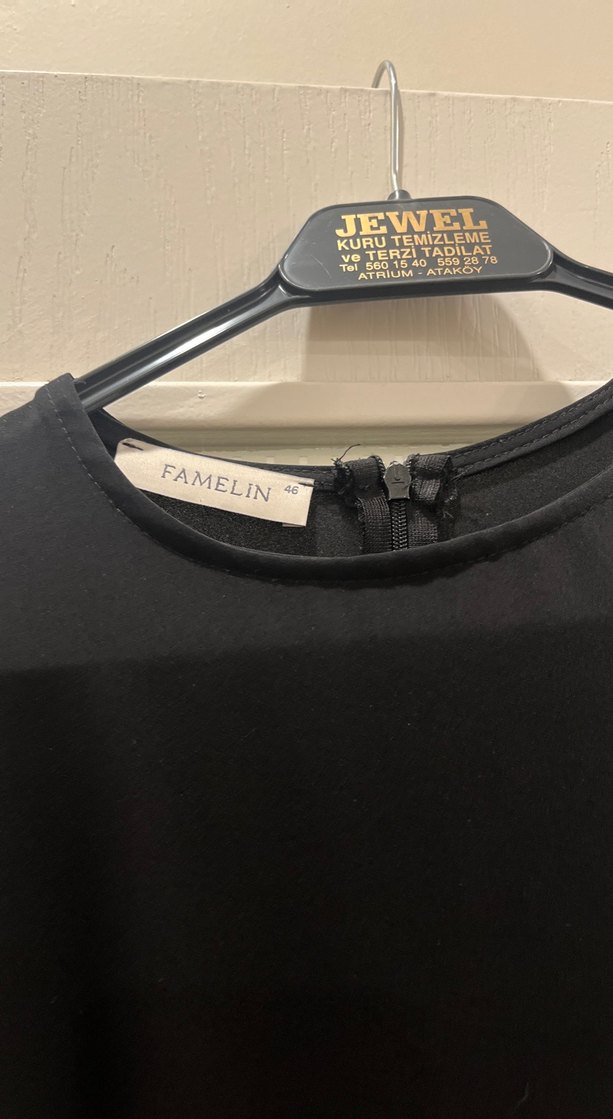 JEWEL
KURU TEMİZLEME
ve TERZİ TADİLAT
Tel 560 15 40 559 28 78
ATRIUM - ATAKÖY
FAMELIN 46